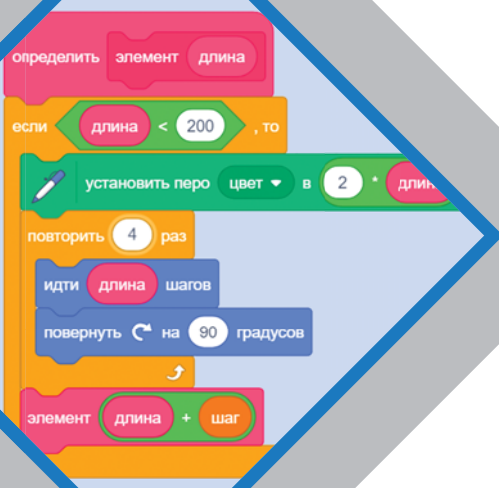 определить элемент длина
если длина < 200 , то
установить перо цвет в 2 *
повторить 4 раз
идти длина шагов
повернуть на 90 градусов
элемент длина + шаг